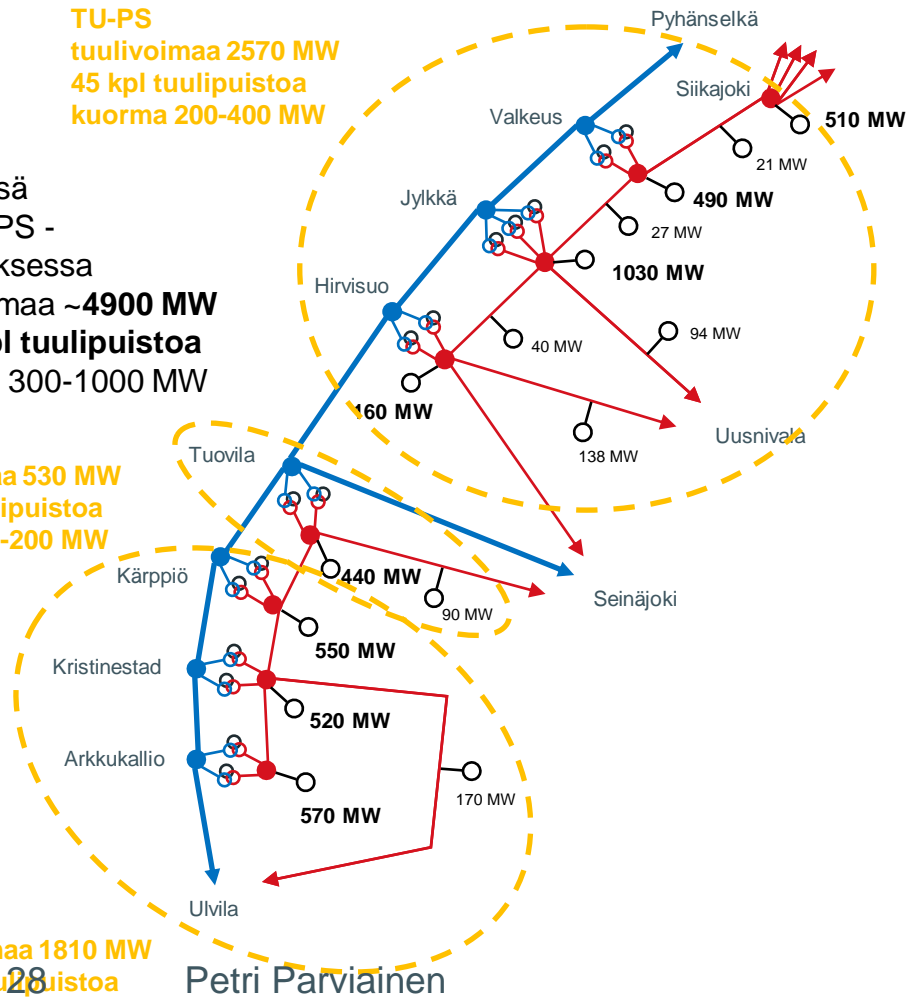 TU-PS
tuulivoimaa 2570 MW
45 kpl tuulipuistoa
kuorma 200-400 MW
Pyhänselkä
Siikajoki
510 MW
Valkeus
21 MW
490 MW
Jylkkä
27 MW
1030 MW
PS -
~4900 MW
tuulipuistoa
300-1000 MW
Hirvisuo
40 MW
94 MW
160 MW
138 MW
Uusnivala
Tuovila
530 MW
-200 MW
440 MW
Kärppiö
90 MW
Seinäjoki
550 MW
Kristinestad
520 MW
Arkkukallio
170 MW
570 MW
Ulvila
1810 MW
28
Petri Parviainen